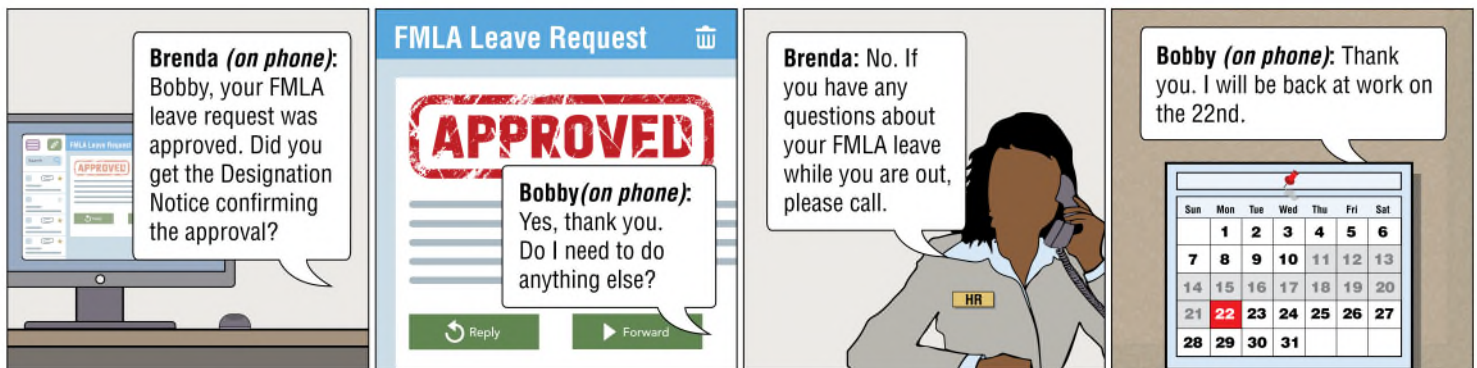 Brenda (on phone):
Bobby, your FMLA
leave request was
approved. Did you
get the Designation
Notice confirming
the approval?
FMLA Leave Request
APPROVED
Reply
FMLA Leave Request
APPROVED
Bobby(on phone):
Yes, thank you.
Do I need to do
anything else?
Reply
Forward
Brenda: No. If
you have any
questions about
your FMLA leave
while you are out,
please call.
HR
Bobby (on phone): Thank
you. I will be back at work on
the 22nd.
Sun Mon Tue Wed Thu Fri Sat
1 2 3 4 5 6
7 8 9 10 11 12 13
14 15 16 17 18 19 20
21 22 23 24 25 26 27
28 29 30 31